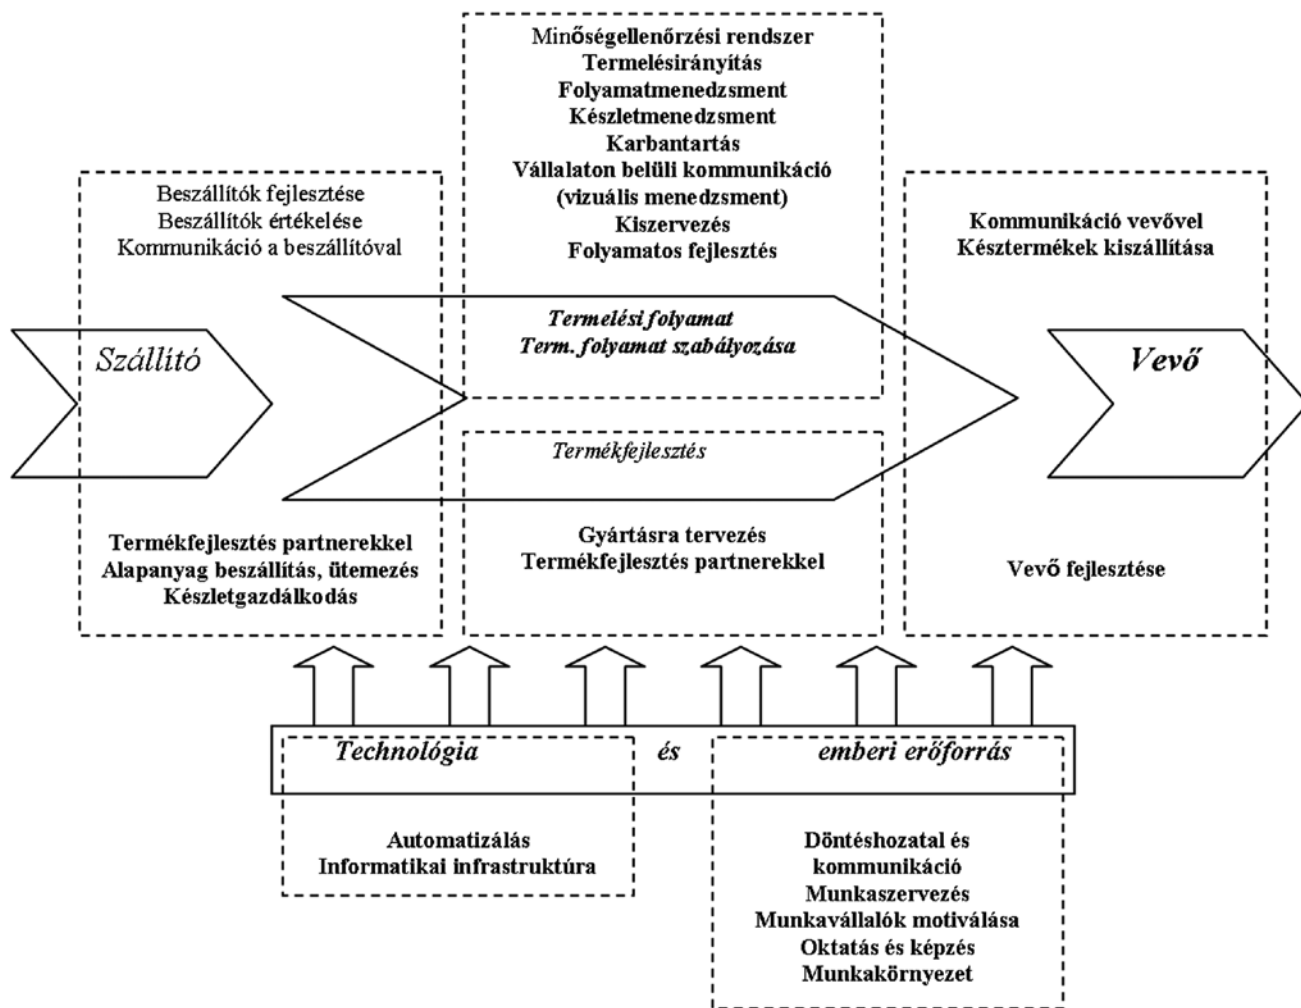 Minőségellenőrzési rendszer
Termelésirányítás
Folyamatmenedzsment
Készletmenedzsment
Karbantartás
Vállalaton belüli kommunikáció
(vizuális menedzsment)
Kiszervezés
Folyamatos fejlesztés
Beszállítók fejlesztése
Beszállítók értékelése
Kommunikáció a beszállítóval
Kommunikáció vevővel
Késztermékek kiszállítása
Szállító
Termelési folyamat
Term. folyamat szabályozása
Vevő
Termékfejlesztés
Termékfejlesztés partnerekkel
Alapanyag beszállítás, ütemezés
Készletgazdálkodás
Gyártásra tervezés
Termékfejlesztés partnerekkel
Vevő fejlesztése
Technológia és emberi erőforrás
Automatizálás
Informatikai infrastruktúra
Döntéshozatal és
kommunikáció
Munkaszervezés
Munkavállalók motiválása
Oktatás és képzés
Munkakörnyezet